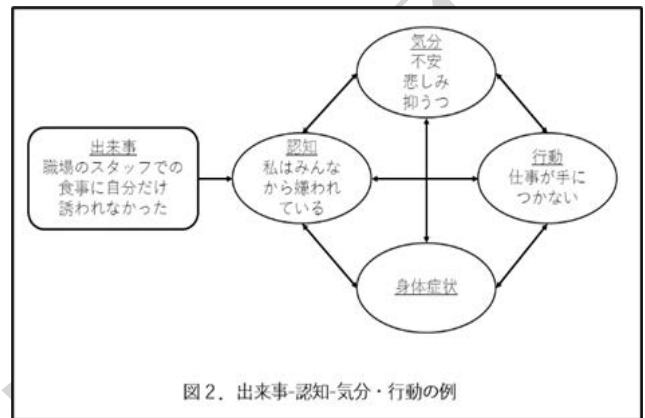 気分
不安
悲しみ
抑うつ
出来事
職場のスタッフでの
食事に自分だけ
誘われなかった
認知
私はみんな
から嫌われ
ている
行動
仕事が手に
つかない
身体症状
図2．出来事-認知-気分・行動の例